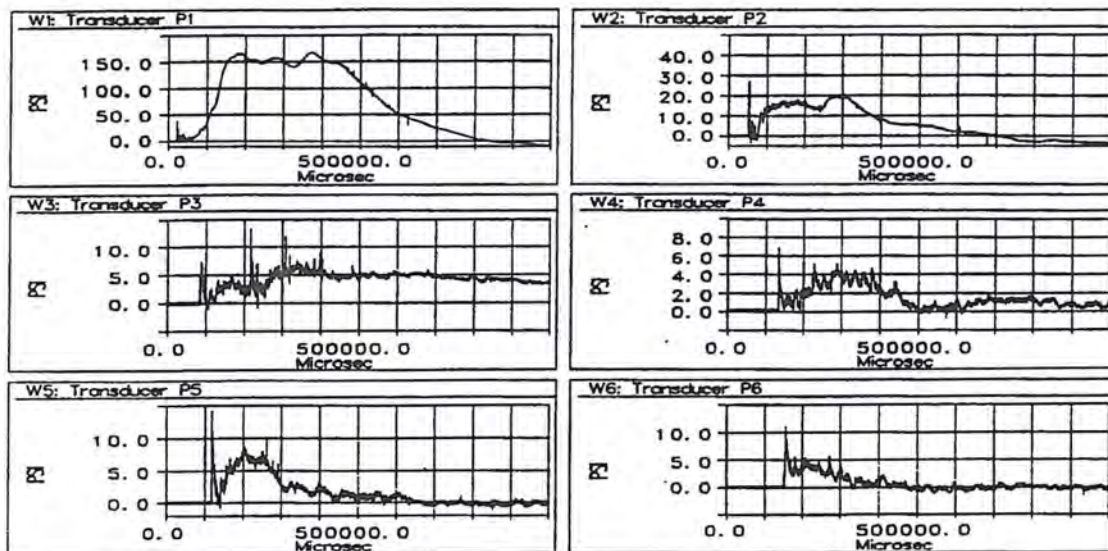 W1: Transducer P1
150. 0
100. 0
50. 0
0. 0
0. 0 5000000. 0
Microsec
W2: Transducer P2
40. 0
30. 0
20. 0
10. 0
0. 0
0. 0 5000000. 0
Microsec
W3: Transducer P3
10. 0
5. 0
0. 0
0. 0 500000. 0
Microsec
W4: Transducer P4
8. 0
6. 0
4. 0
2. 0
0. 0
0. 0 500000. 0
Microsec
W5: Transducer P5
10. 0
5. 0
0. 0
0. 0 5000000. 0
Microsec
W6: Transducer P6
10. 0
5. 0
0. 0
0. 0 5000000. 0
Microsec